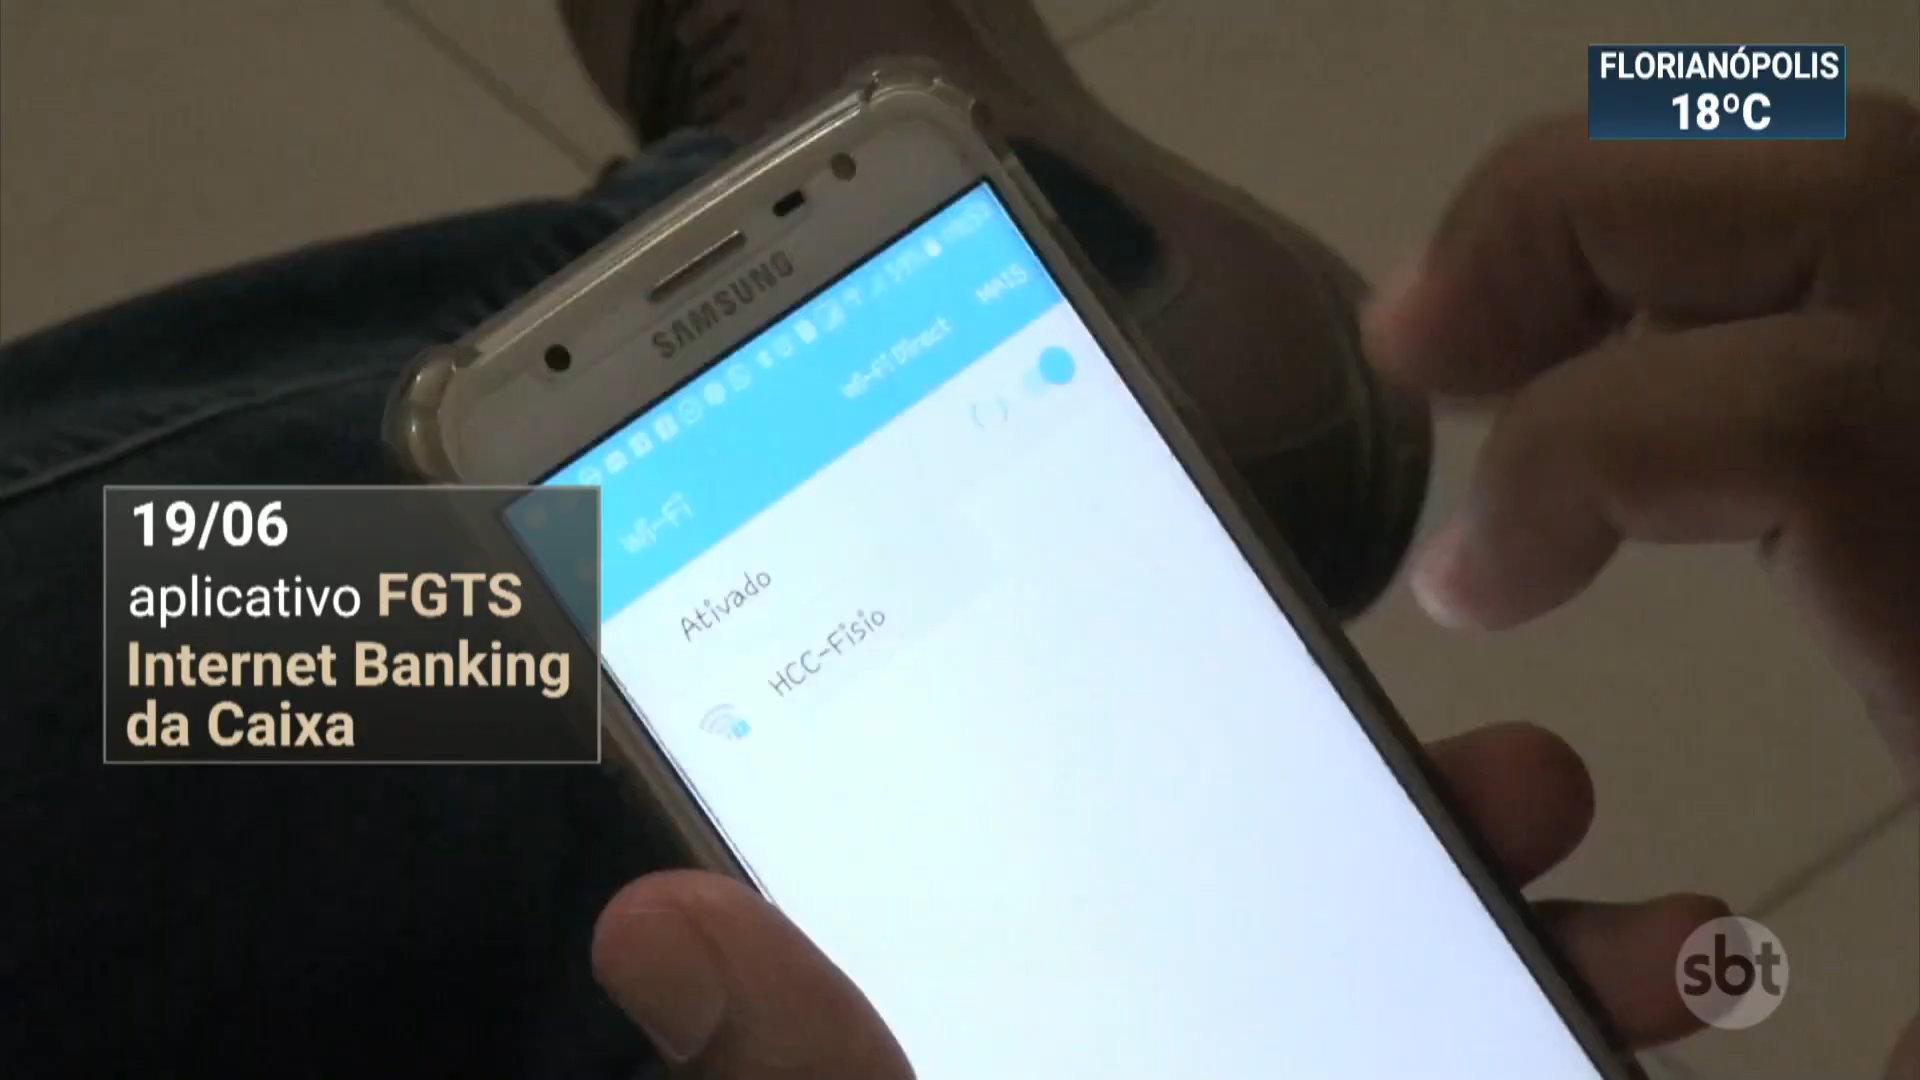 FLORIANÓPOLIS
18ºC
SAMSUNG
MAIS
Wi-Fi Direct
Wi-Fi
Ativado
HCC-Fisio
19/06
aplicativo FGTS
Internet Banking
da Caixa
sbt